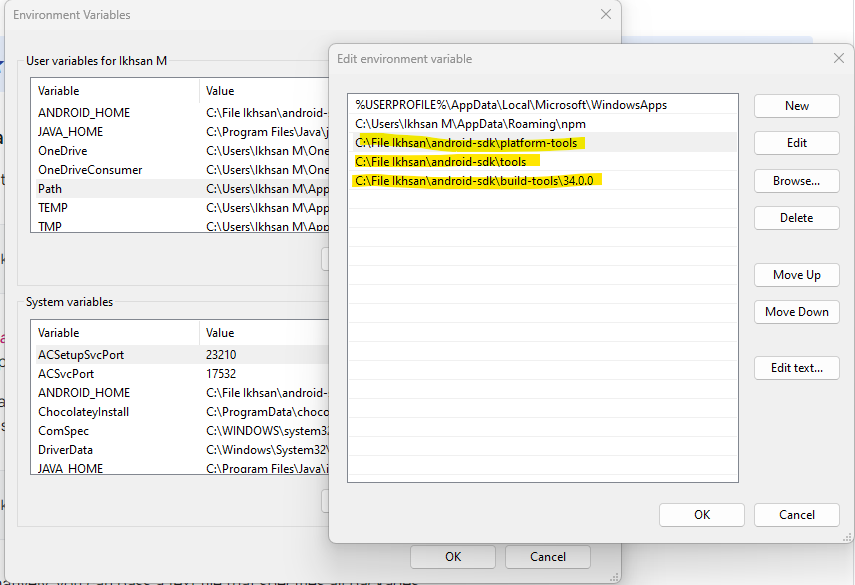 Environment Variables
User variables for Ikhsan M
Variable Value
ANDROID_HOME C:\File Ikhsan\android-
JAVA_HOME C:\Program Files\Java\j
OneDrive C:\Users\Ikhsan M\One
OneDriveConsumer C:\Users\Ikhsan M\One
Path C:\Users\Ikhsan M\App
TEMP C:\Users\Ikhsan M\App
TMP C:\Users\Ikhsan M\App
System variables
Variable Value
ACSetupSvcPort 23210
ACSvcPort 17532
ANDROID_HOME C:\File Ikhsan\android-
ChocolateyInstall C:\ProgramData\choco
ComSpec C:\WINDOWS\system32
DriverData C:\Windows\System32\
JAVA_HOME C:\Program Files\Java\j
OK Cancel
Edit environment variable
%USERPROFILE%\AppData\Local\Microsoft\WindowsApps
C:\Users\Ikhsan M\AppData\Roaming\npm
C:\File Ikhsan\android-sdk\platform-tools
C:\File Ikhsan\android-sdk\tools
C:\File Ikhsan\android-sdk\build-tools\34.0.0
New
Edit
Browse...
Delete
Move Up
Move Down
Edit text...
OK Cancel